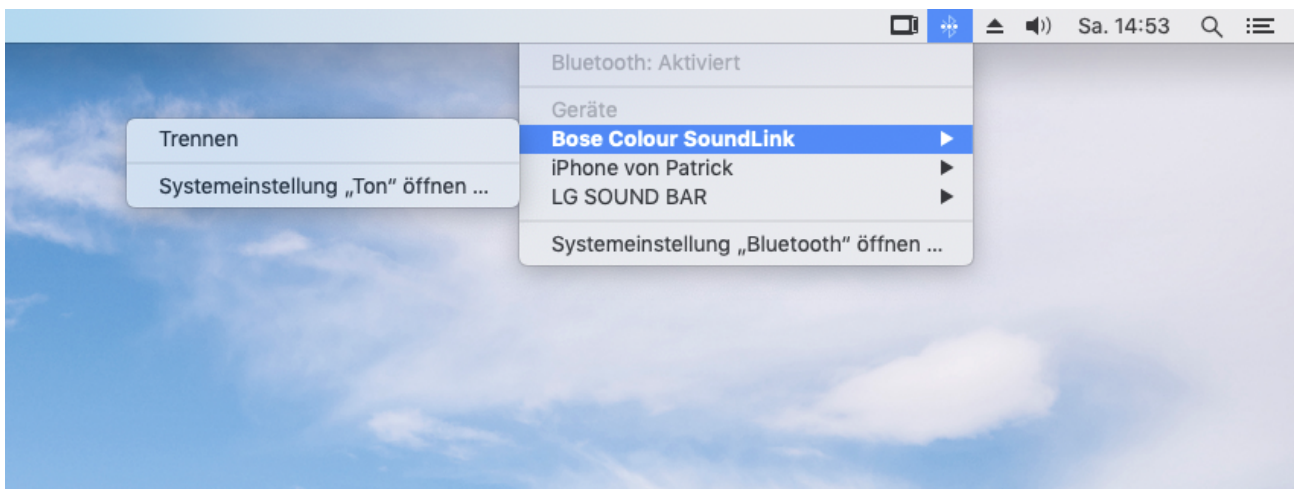 Sa. 14:53
Bluetooth: Aktiviert
Geräte
Bose Colour SoundLink
iPhone von Patrick
LG SOUND BAR
Systemeinstellung „Bluetooth“ öffnen ...
Trennen
Systemeinstellung „Ton“ öffnen ...